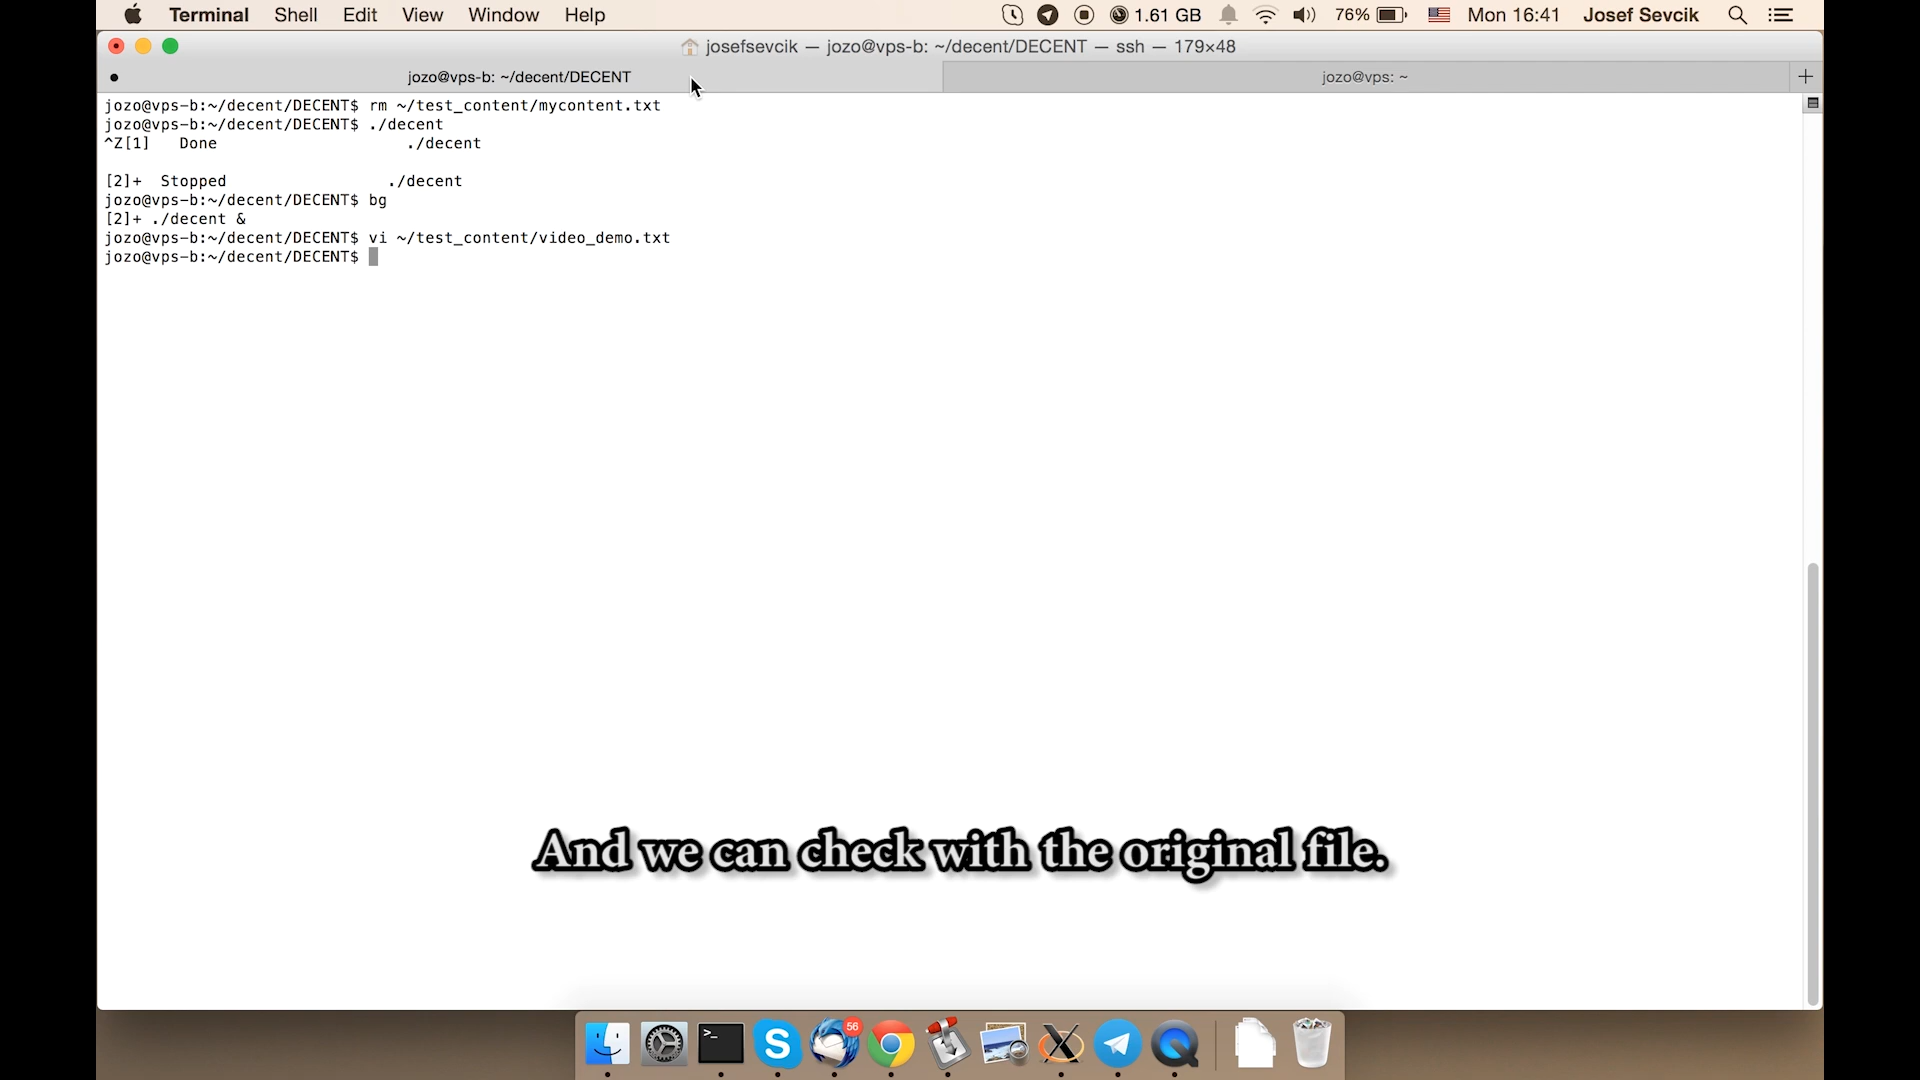 Terminal Shell Edit View Window Help 1.61 GB 76% Mon 16:41 Josef Sevcik
josefsevcik — jozo@vps-b: ~/decent/DECENT — ssh — 179×48
jozo@vps-b: ~/decent/DECENT jozo@vps: ~
jozo@vps-b:~/decent/DECENT$ rm ~/test_content/mycontent.txt
jozo@vps-b:~/decent/DECENT$ ./decent
^Z[1]   Done                    ./decent
[2]+  Stopped                 ./decent
jozo@vps-b:~/decent/DECENT$ bg
[2]+ ./decent &
jozo@vps-b:~/decent/DECENT$ vi ~/test_content/video_demo.txt
jozo@vps-b:~/decent/DECENT$
And we can check with the original file.
56